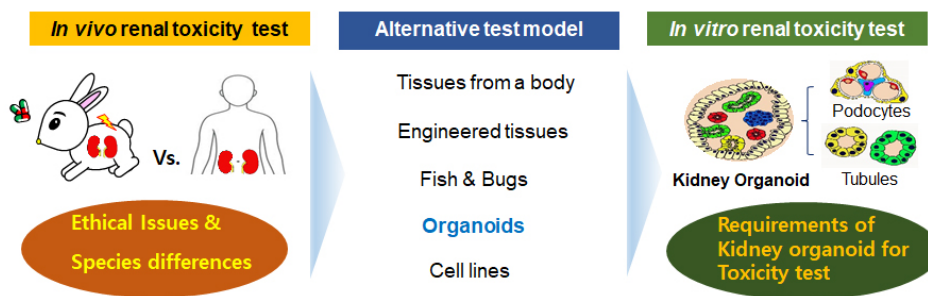 In vivo renal toxicity test
Vs.
Ethical Issues &
Species differences
Alternative test model
Tissues from a body
Engineered tissues
Fish & Bugs
Organoids
Cell lines
In vitro renal toxicity test
Podocytes
Kidney Organoid
Tubules
Requirements of
Kidney organoid for
Toxicity test